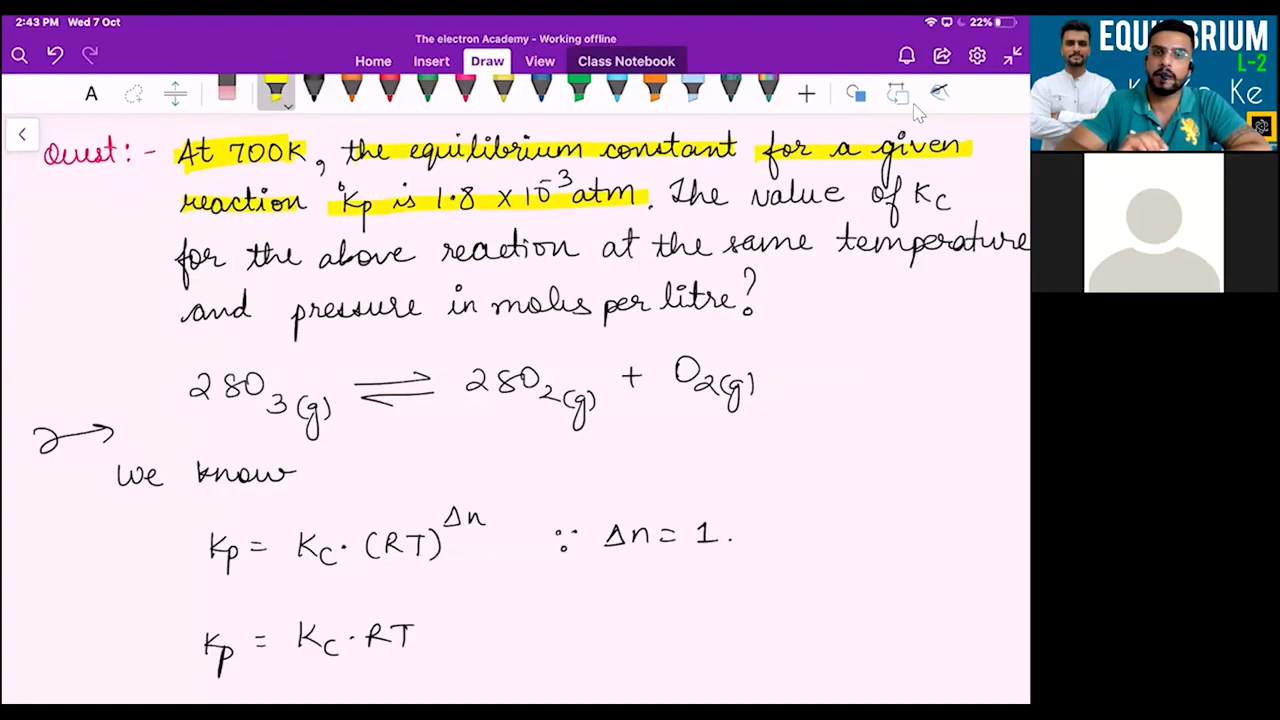 2:43 PM Wed 7 Oct
22%
The electron Academy - Working offline
Home Insert Draw View Class Notebook
A
EQUILIBRIUM
L-2
Ke
Quest:- At 700K, the equilibrium constant for a given
reaction Kp is 1.8 × 10⁻³ atm. The value of KC
for the above reaction at the same temperature
and pressure in moles per litre?
2SO₃(g) ⇌ 2SO₂(g) + O₂(g)
we know
Kp = KC · (RT)^Δn ∵ Δn = 1.
Kp = KC · RT